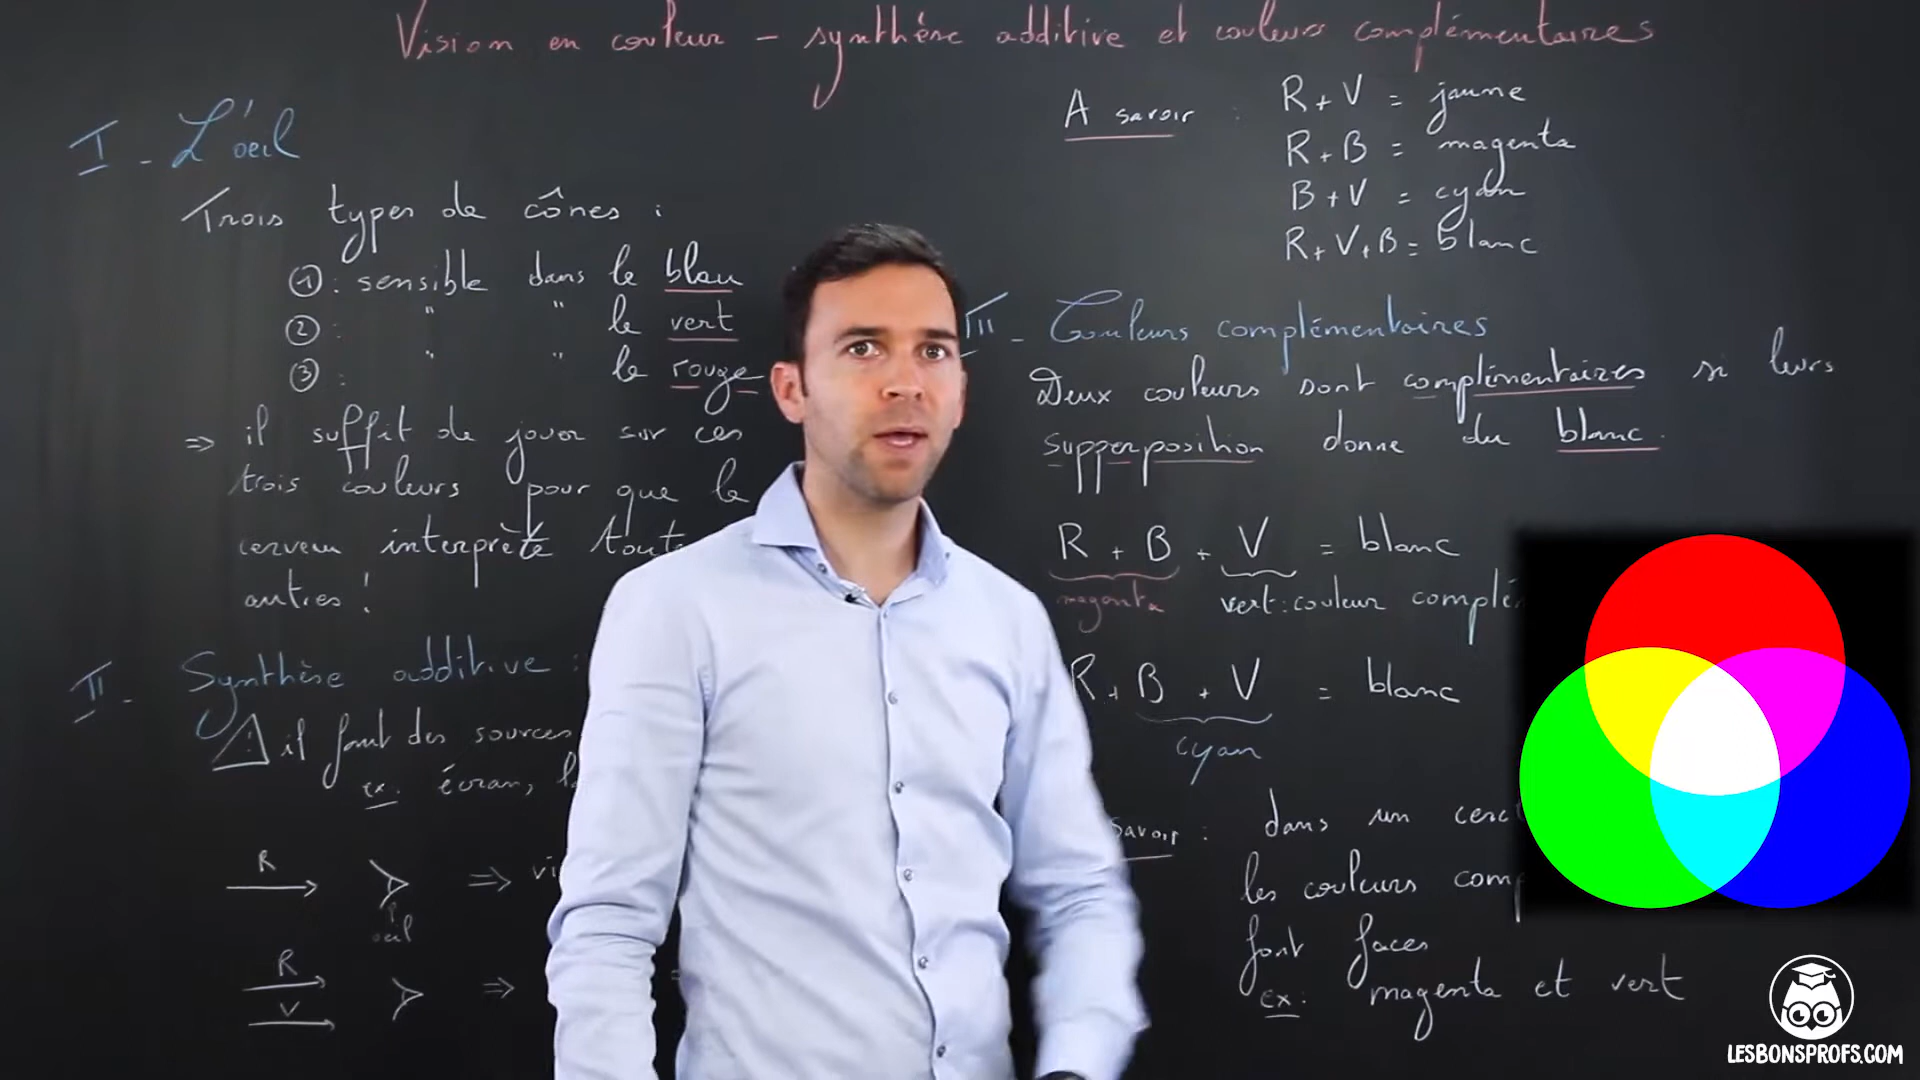 Vision en couleur - synthèse additive et couleurs complémentaires
I - L'oeil
Trois types de cônes :
① : sensible dans le bleu
② : " " le vert
③ : " " le rouge
⇒ il suffit de jouer sur ces
trois couleurs pour que le
cerveau interprète
autres !
II - Synthèse additive :
⚠ il faut des sources
ex. écran,
R
oeil
⇒
R
V
⇒
A savoir : R + V = jaune
R + B = magenta
B + V = cyan
R + V + B = blanc
III - Couleurs complémentaires
Deux couleurs sont complémentaires si leurs
supperposition donne du blanc.
R + B + V = blanc
magenta vert : couleur
R + B + V = blanc
cyan
savoir : dans un
les couleurs
font faces
ex : magenta et vert
LESBONSPROFS.COM